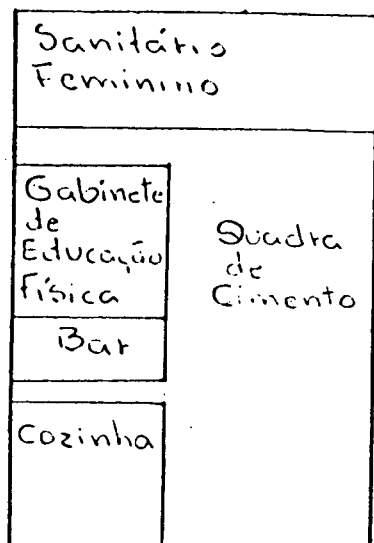 Sanitário
Feminino
Gabinete
de
Educação
Física
Quadra
de
Cimento
Bar
Cozinha